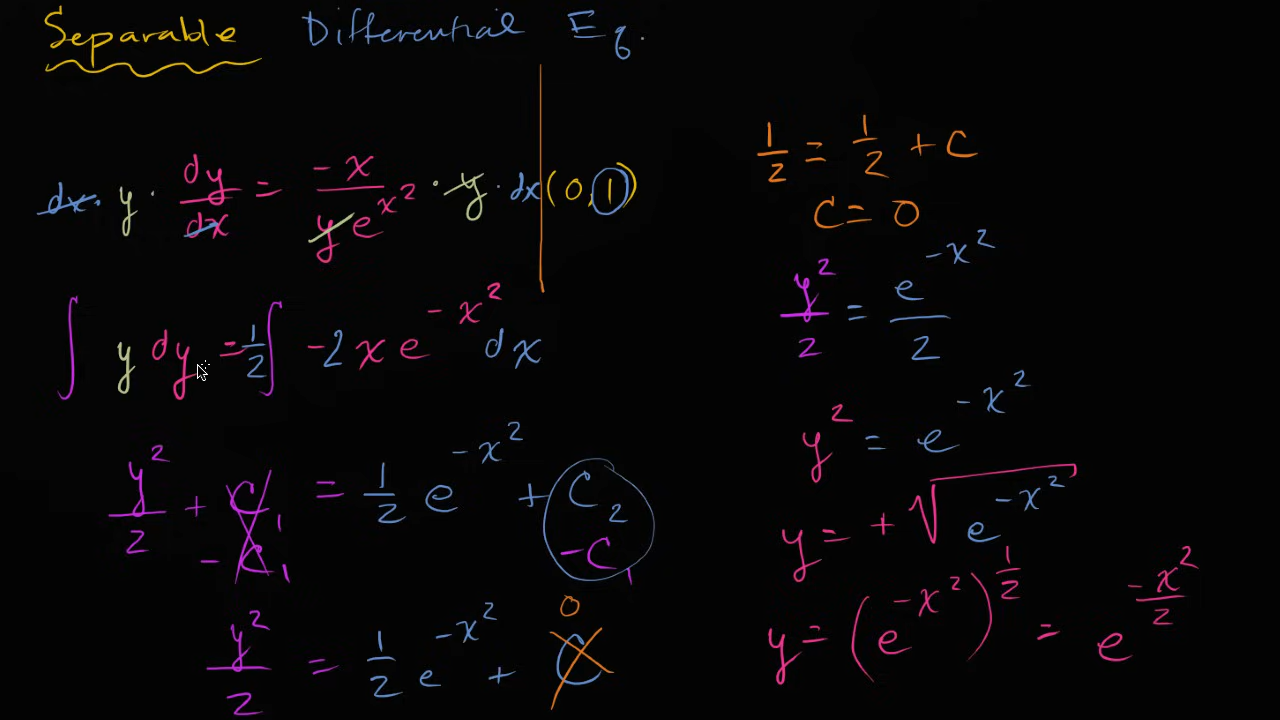 Separable Differential Eq.
dx · y · dy/dx = -x/(y e^(x^2)) · y · dx (0, 1)
∫ y dy = 1/2 ∫ -2x e^(-x^2) dx
y^2/2 + C_1 - C_1 = 1/2 e^(-x^2) + C_2 - C_1
y^2/2 = 1/2 e^(-x^2) + C 0
1/2 = 1/2 + C
C = 0
y^2/2 = e^(-x^2)/2
y^2 = e^(-x^2)
y = + √(e^(-x^2))
y = (e^(-x^2))^(1/2) = e^(-x^2/2)